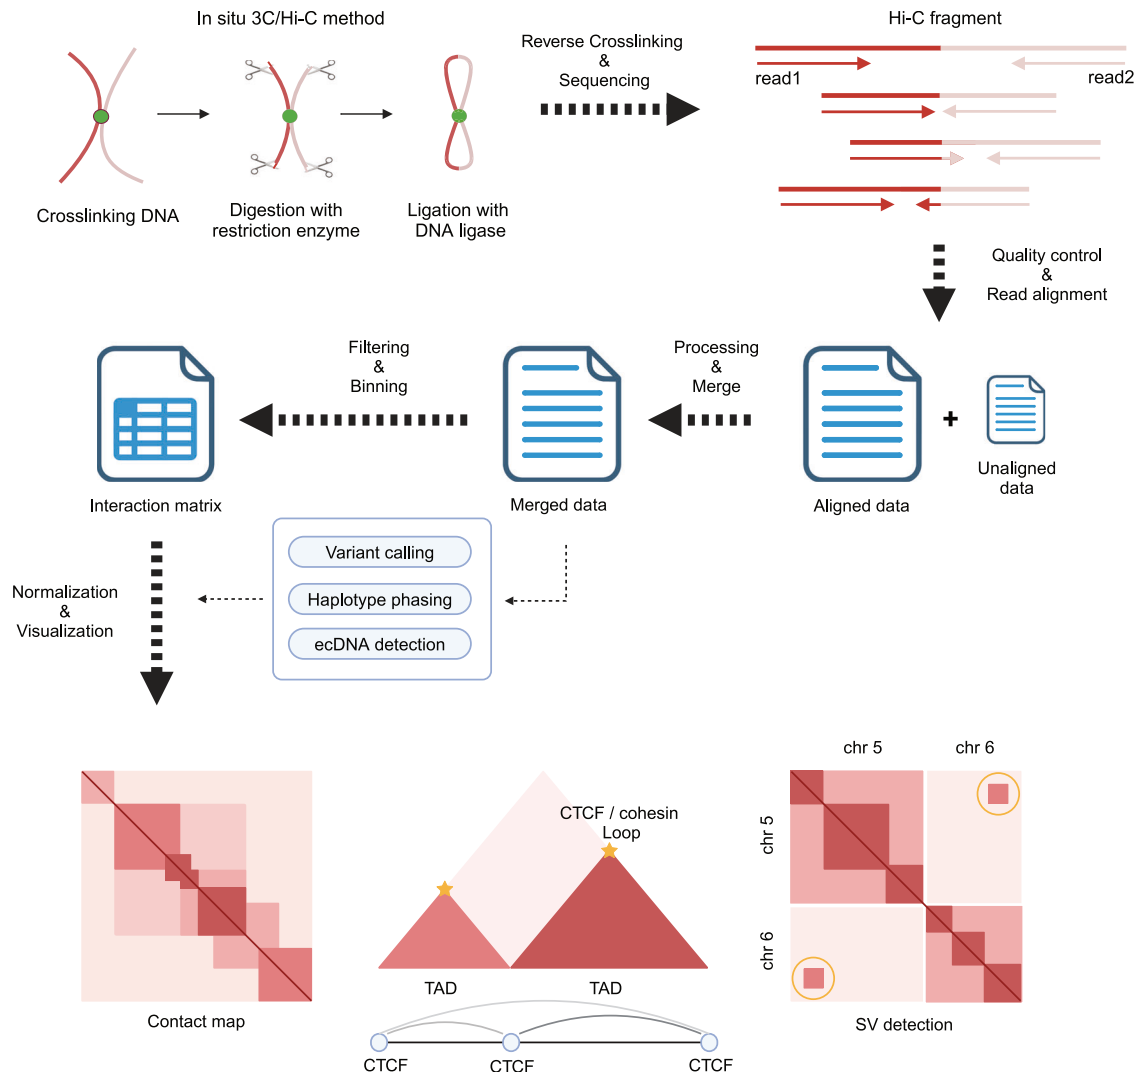 In situ 3C/Hi-C method
Crosslinking DNA
Digestion with
restriction enzyme
Ligation with
DNA ligase
Reverse Crosslinking
&
Sequencing
Hi-C fragment
read1
read2
Quality control
&
Read alignment
Filtering
&
Binning
Processing
&
Merge
+
Interaction matrix
Merged data
Aligned data
Unaligned
data
Variant calling
Haplotype phasing
ecDNA detection
Normalization
&
Visualization
Contact map
CTCF / cohesin
Loop
TAD
TAD
CTCF
CTCF
CTCF
chr 5
chr 6
chr 5
chr 6
SV detection